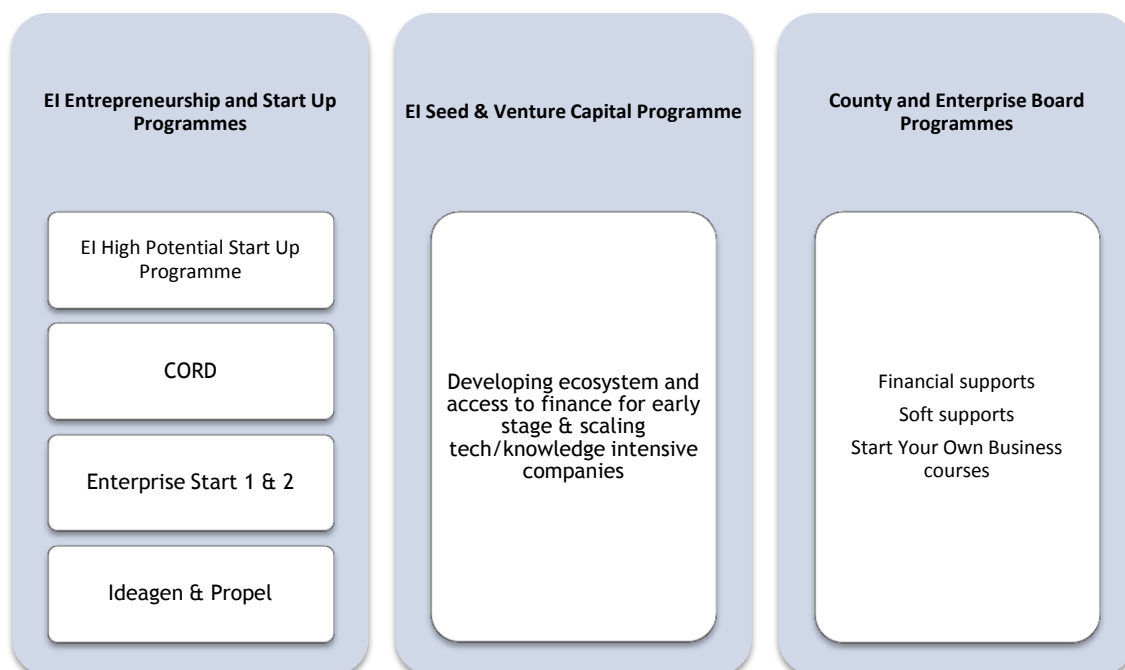 EI Entrepreneurship and Start Up
Programmes
EI High Potential Start Up
Programme
CORD
Enterprise Start 1 & 2
Ideagen & Propel
EI Seed & Venture Capital Programme
Developing ecosystem and
access to finance for early
stage & scaling
tech/knowledge intensive
companies
County and Enterprise Board
Programmes
Financial supports
Soft supports
Start Your Own Business
courses